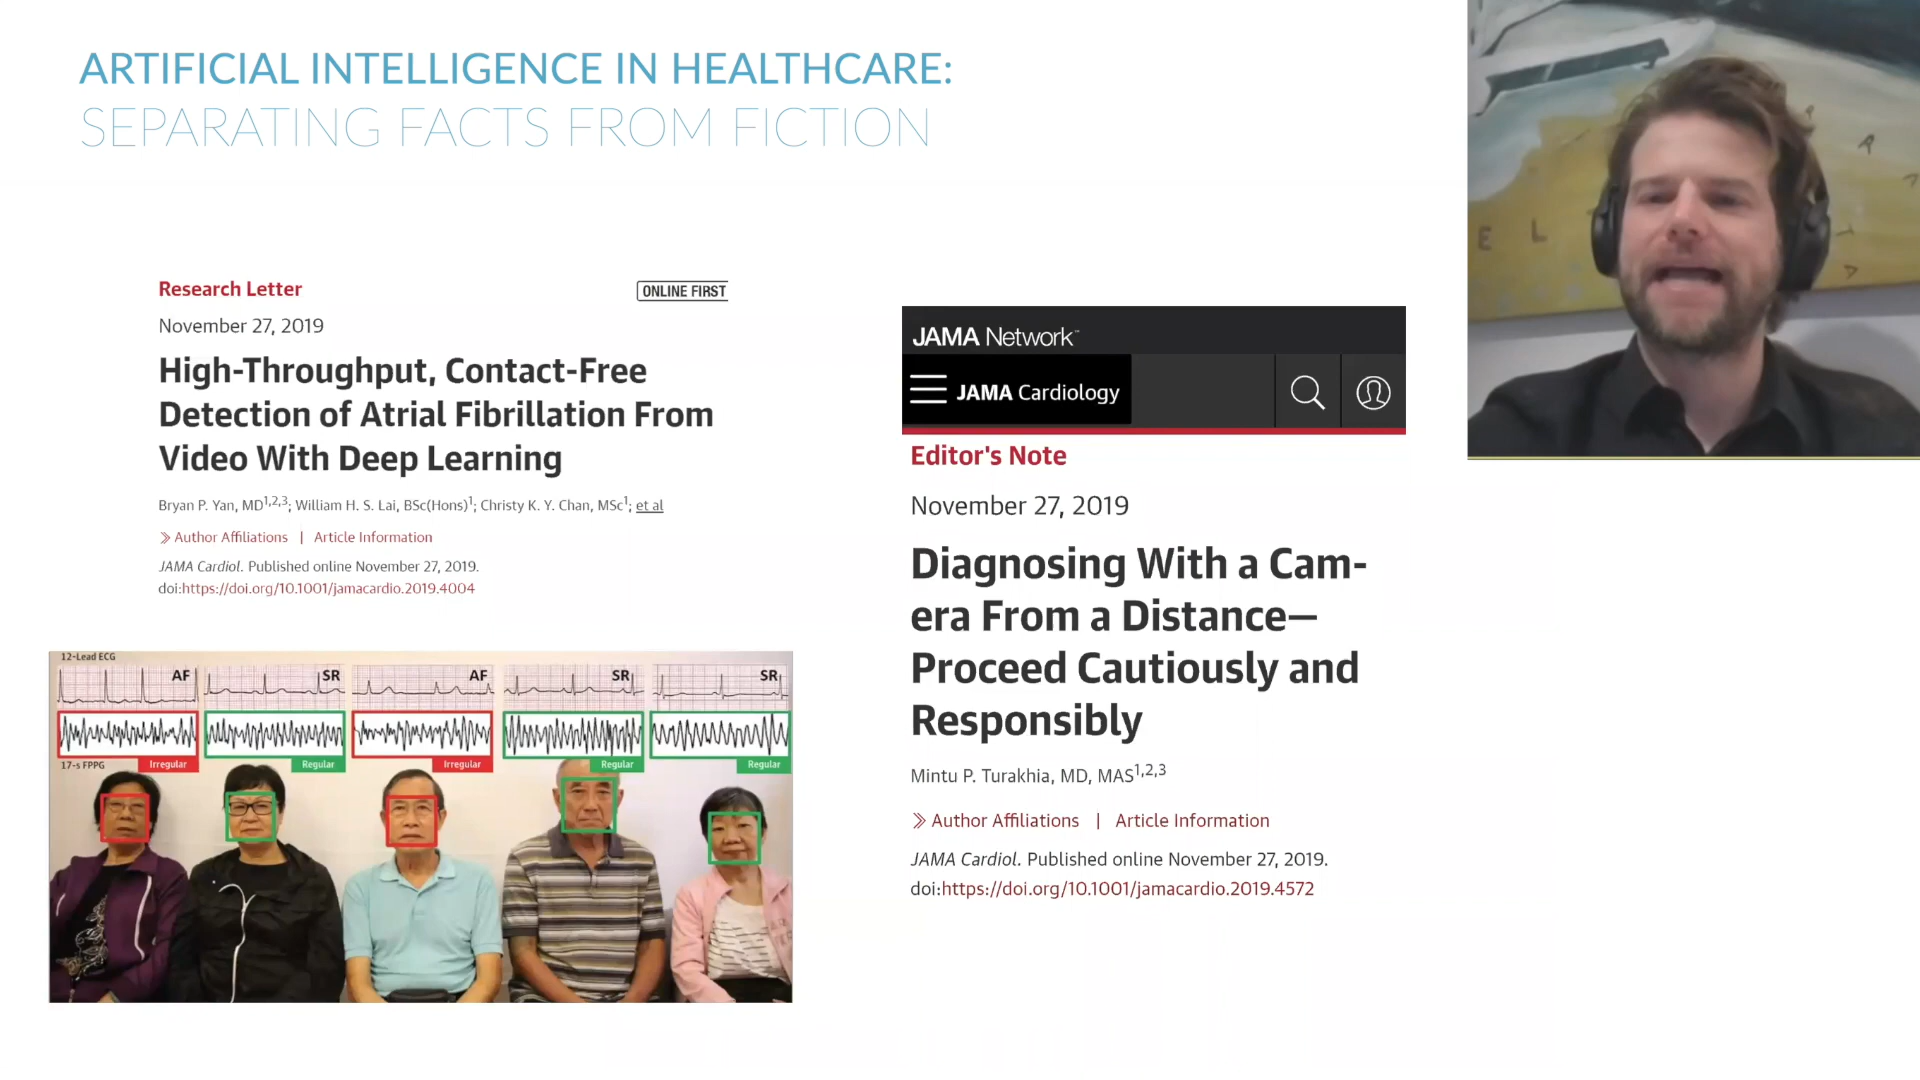 ARTIFICIAL INTELLIGENCE IN HEALTHCARE:
SEPARATING FACTS FROM FICTION
Research Letter
ONLINE FIRST
November 27, 2019
High-Throughput, Contact-Free
Detection of Atrial Fibrillation From
Video With Deep Learning
Bryan P. Yan, MD1,2,3; William H. S. Lai, BSc(Hons)1; Christy K. Y. Chan, MSc1; et al
Author Affiliations | Article Information
JAMA Cardiol. Published online November 27, 2019.
doi:https://doi.org/10.1001/jamacardio.2019.4004
12-Lead ECG
AF SR AF SR SR
17-s FPPG Irregular Regular Irregular Regular Regular
JAMA Network™
JAMA Cardiology
Editor's Note
November 27, 2019
Diagnosing With a Cam-
era From a Distance—
Proceed Cautiously and
Responsibly
Mintu P. Turakhia, MD, MAS1,2,3
Author Affiliations | Article Information
JAMA Cardiol. Published online November 27, 2019.
doi:https://doi.org/10.1001/jamacardio.2019.4572
E L